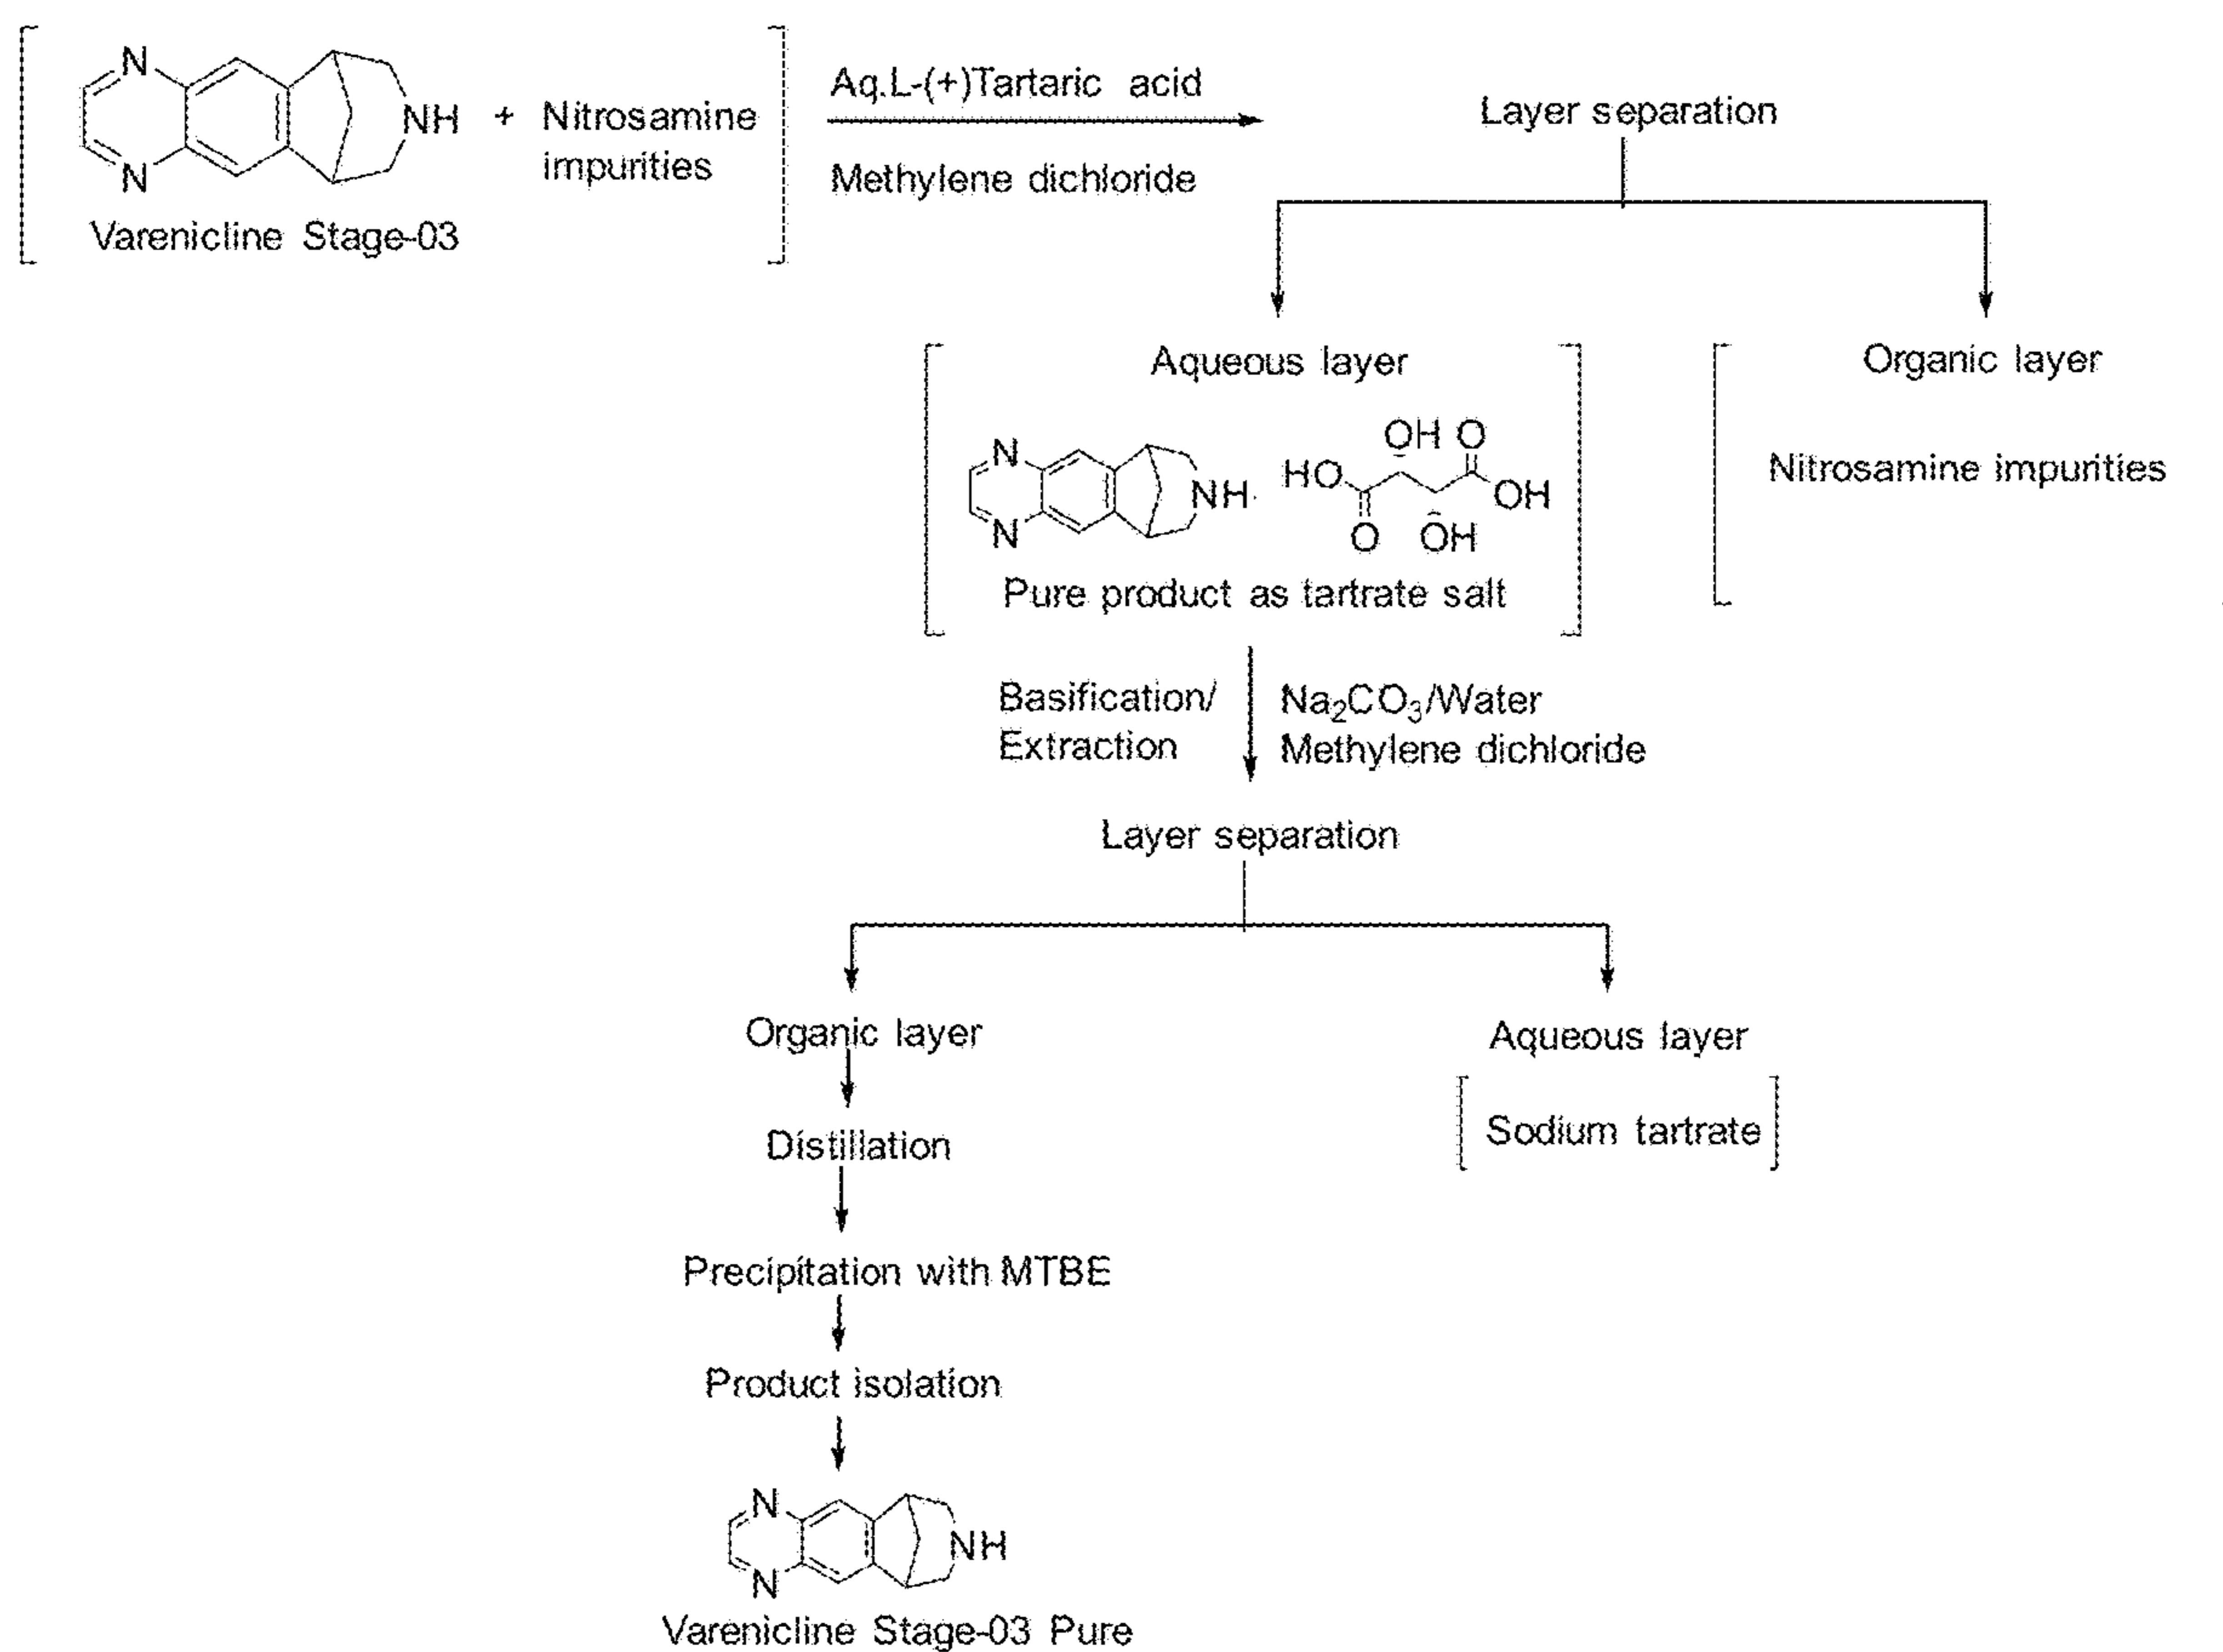 N
N
NH
+ Nitrosamine
impurities
Varenicline Stage-03
Aq.L-(+)Tartaric acid
Methylene dichloride
Layer separation
Aqueous layer
N
N
NH.
OH O
HO
OH
O OH
Pure product as tartrate salt
Organic layer
Nitrosamine impurities
Basification/
Extraction
Na₂CO₃/Water
Methylene dichloride
Layer separation
Organic layer
Aqueous layer
Sodium tartrate
Distillation
Precipitation with MTBE
Product isolation
N
N
NH
Varenicline Stage-03 Pure